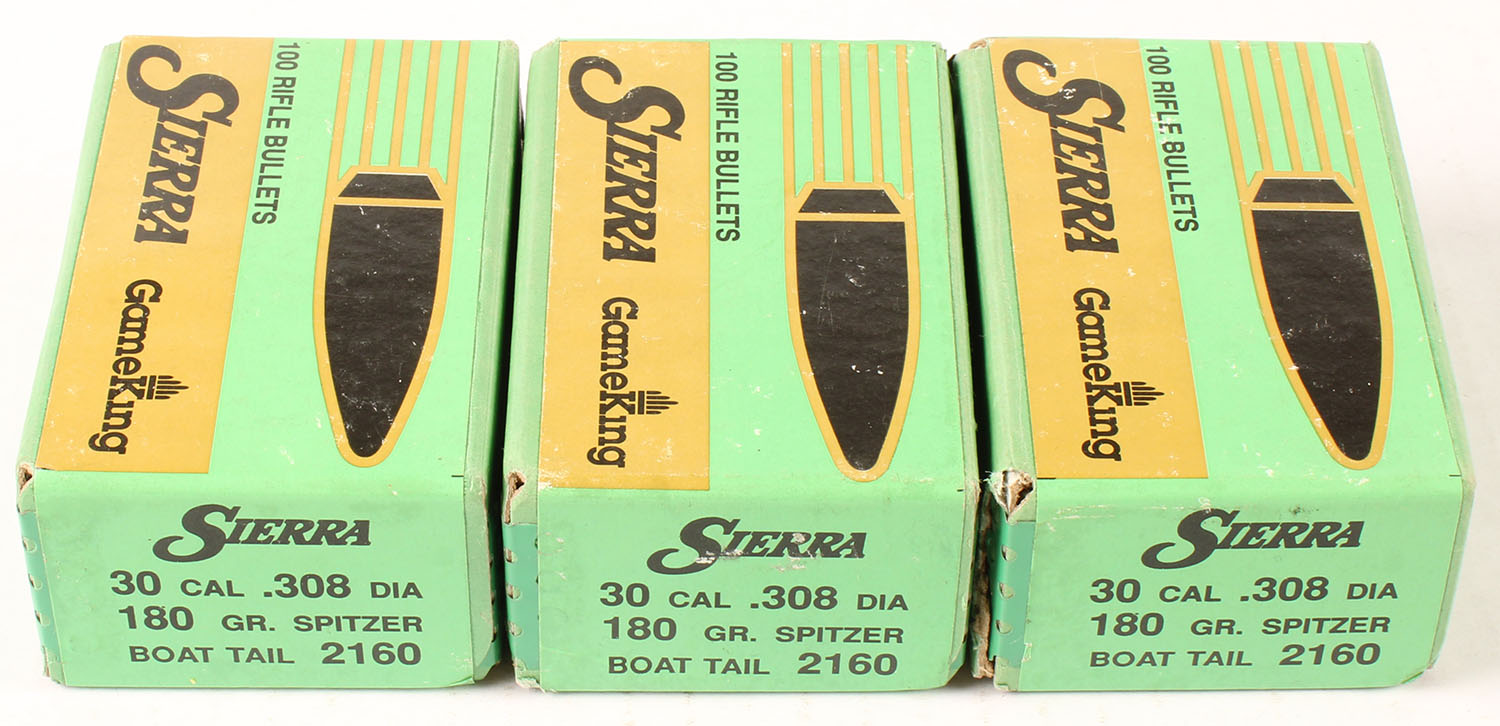 SIERRA
GameKing
100 RIFLE BULLETS
SIERRA
30 CAL .308 DIA
180 GR. SPITZER
BOAT TAIL 2160
SIERRA
GameKing
100 RIFLE BULLETS
SIERRA
30 CAL .308 DIA
180 GR. SPITZER
BOAT TAIL 2160
SIERRA
GameKing
100 RIFLE BULLETS
SIERRA
30 CAL .308 DIA
180 GR. SPITZER
BOAT TAIL 2160